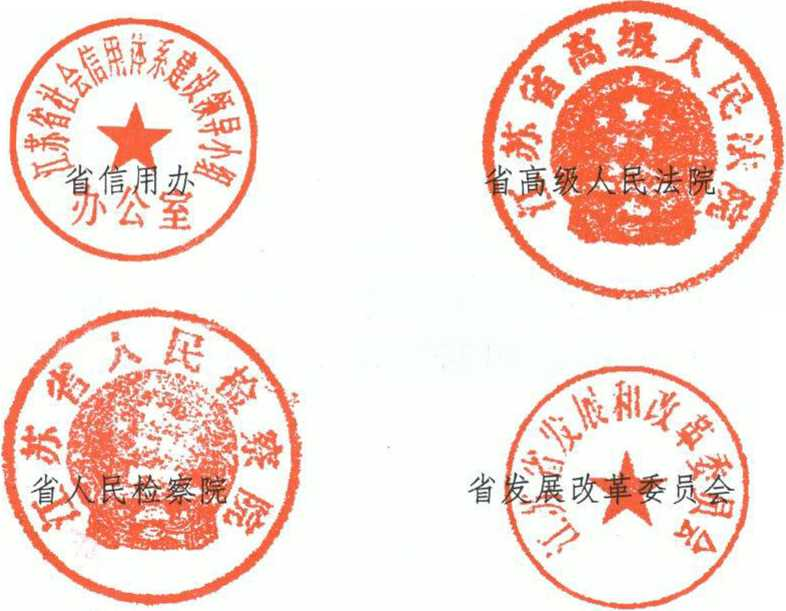 江苏省社会信用体系建设领导小组
省信用办
办公室
江苏省高级人民法院
省高级人民法院
江苏省人民检察院
省人民检察院
江苏省发展和改革委员会
省发展改革委员会